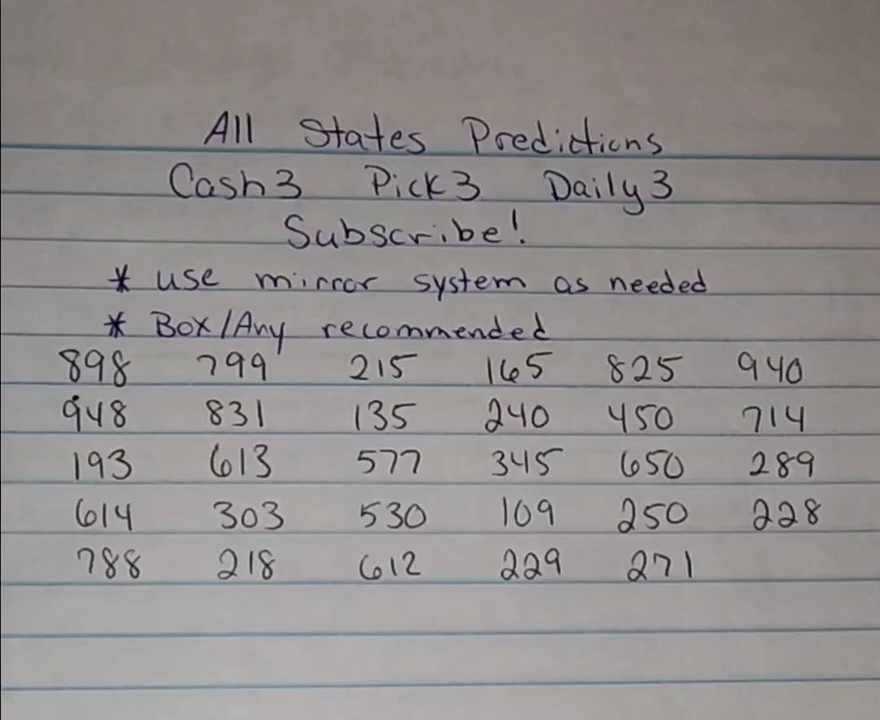 All States Predictions
Cash3 Pick3 Daily3
Subscribe!
* use mirror system as needed
* Box/Any recommended
898 799 215 165 825 940
948 831 135 240 450 714
193 613 577 345 650 289
614 303 530 109 250 228
788 218 612 229 271